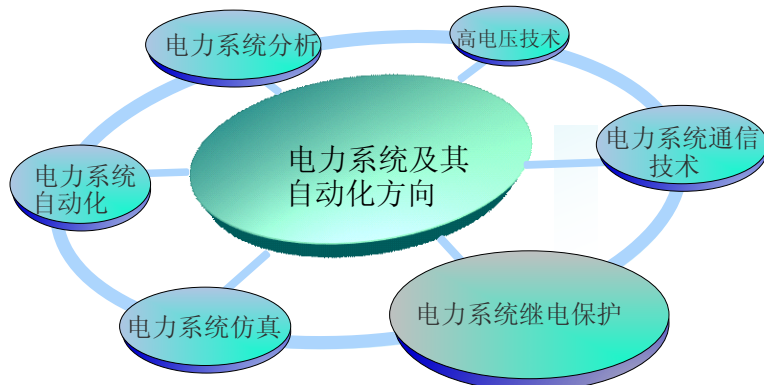 电力系统分析
高电压技术
电力系统通信
技术
电力系统及其
自动化方向
电力系统
自动化
电力系统仿真
电力系统继电保护